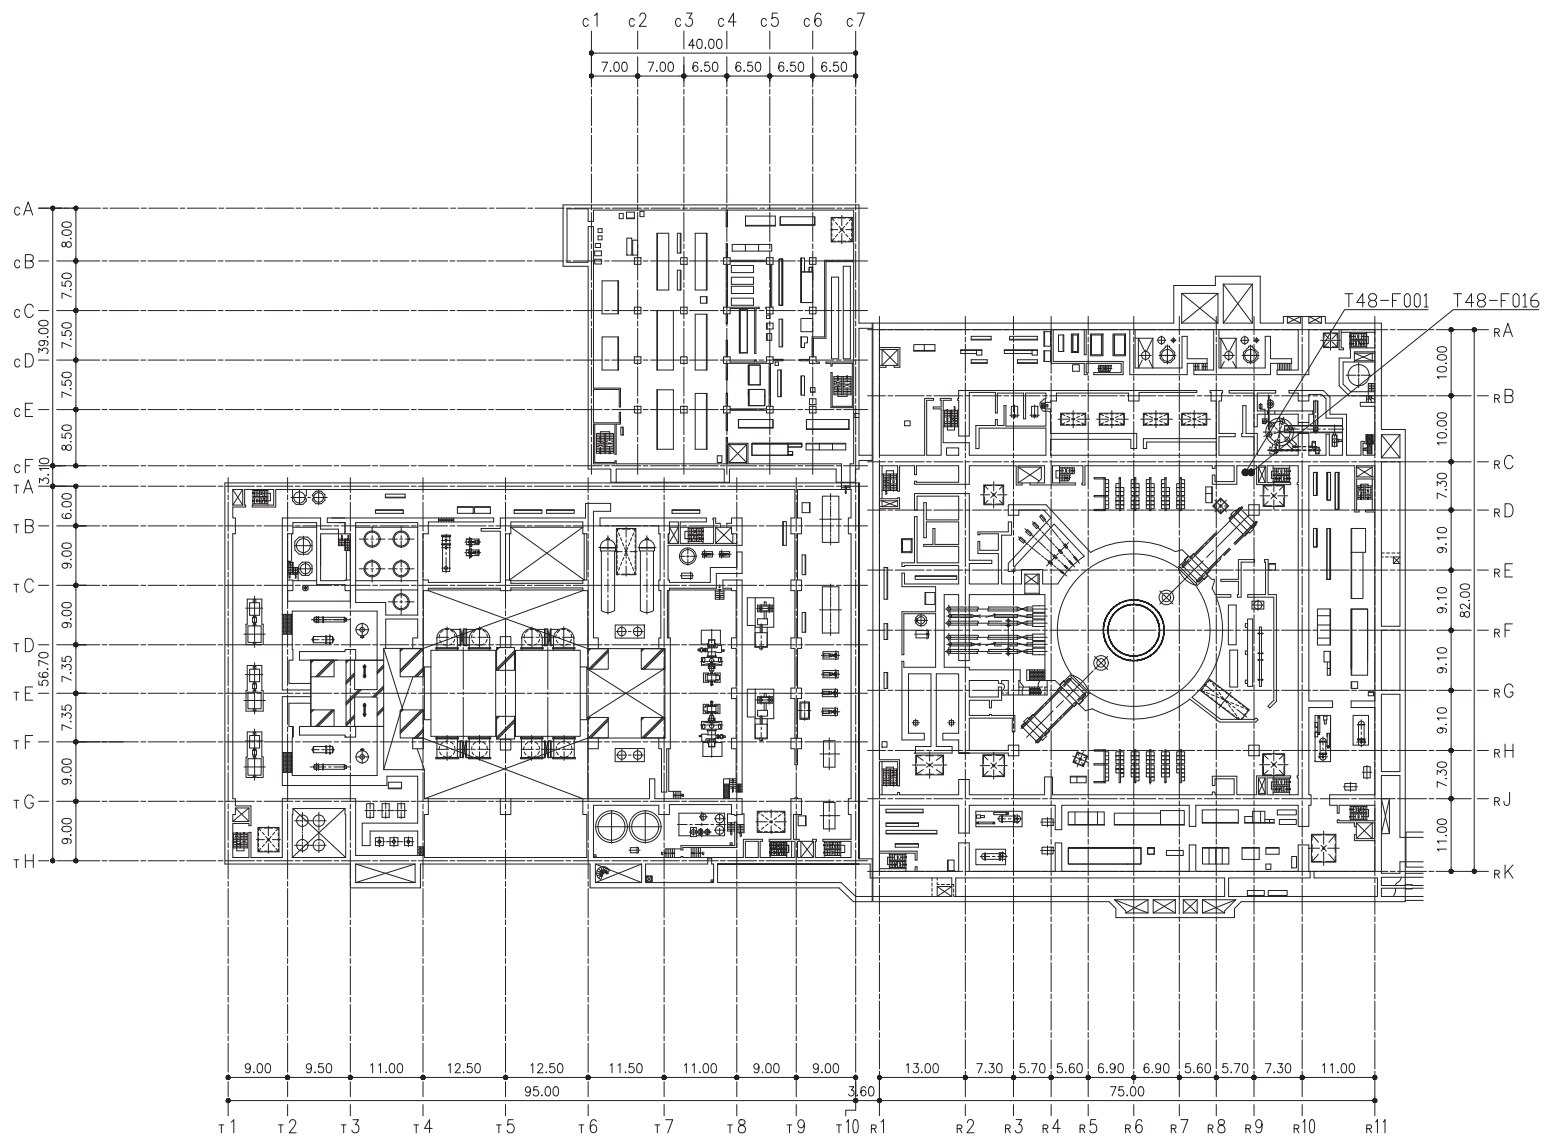 c1 c2 c3 c4 c5 c6 c7
40.00
7.00 7.00 6.50 6.50 6.50 6.50
cA
8.00
cB
7.50
cC
7.50
39.00
cD
7.50
cE
8.50
cF
3.10
TA
6.00
TB
9.00
TC
9.00
TD
7.35
56.70
TE
7.35
TF
9.00
TG
9.00
TH
T48-F001 T48-F016
RA
10.00
RB
10.00
RC
7.30
RD
9.10
RE
9.10
82.00
RF
9.10
RG
9.10
RH
7.30
RJ
11.00
RK
9.00 9.50 11.00 12.50 12.50 11.50 11.00 9.00 9.00 13.00 7.30 5.70 5.60 6.90 6.90 5.60 5.70 7.30 11.00
95.00 3.60 75.00
T1 T2 T3 T4 T5 T6 T7 T8 T9 T10 R1 R2 R3 R4 R5 R6 R7 R8 R9 R10 R11